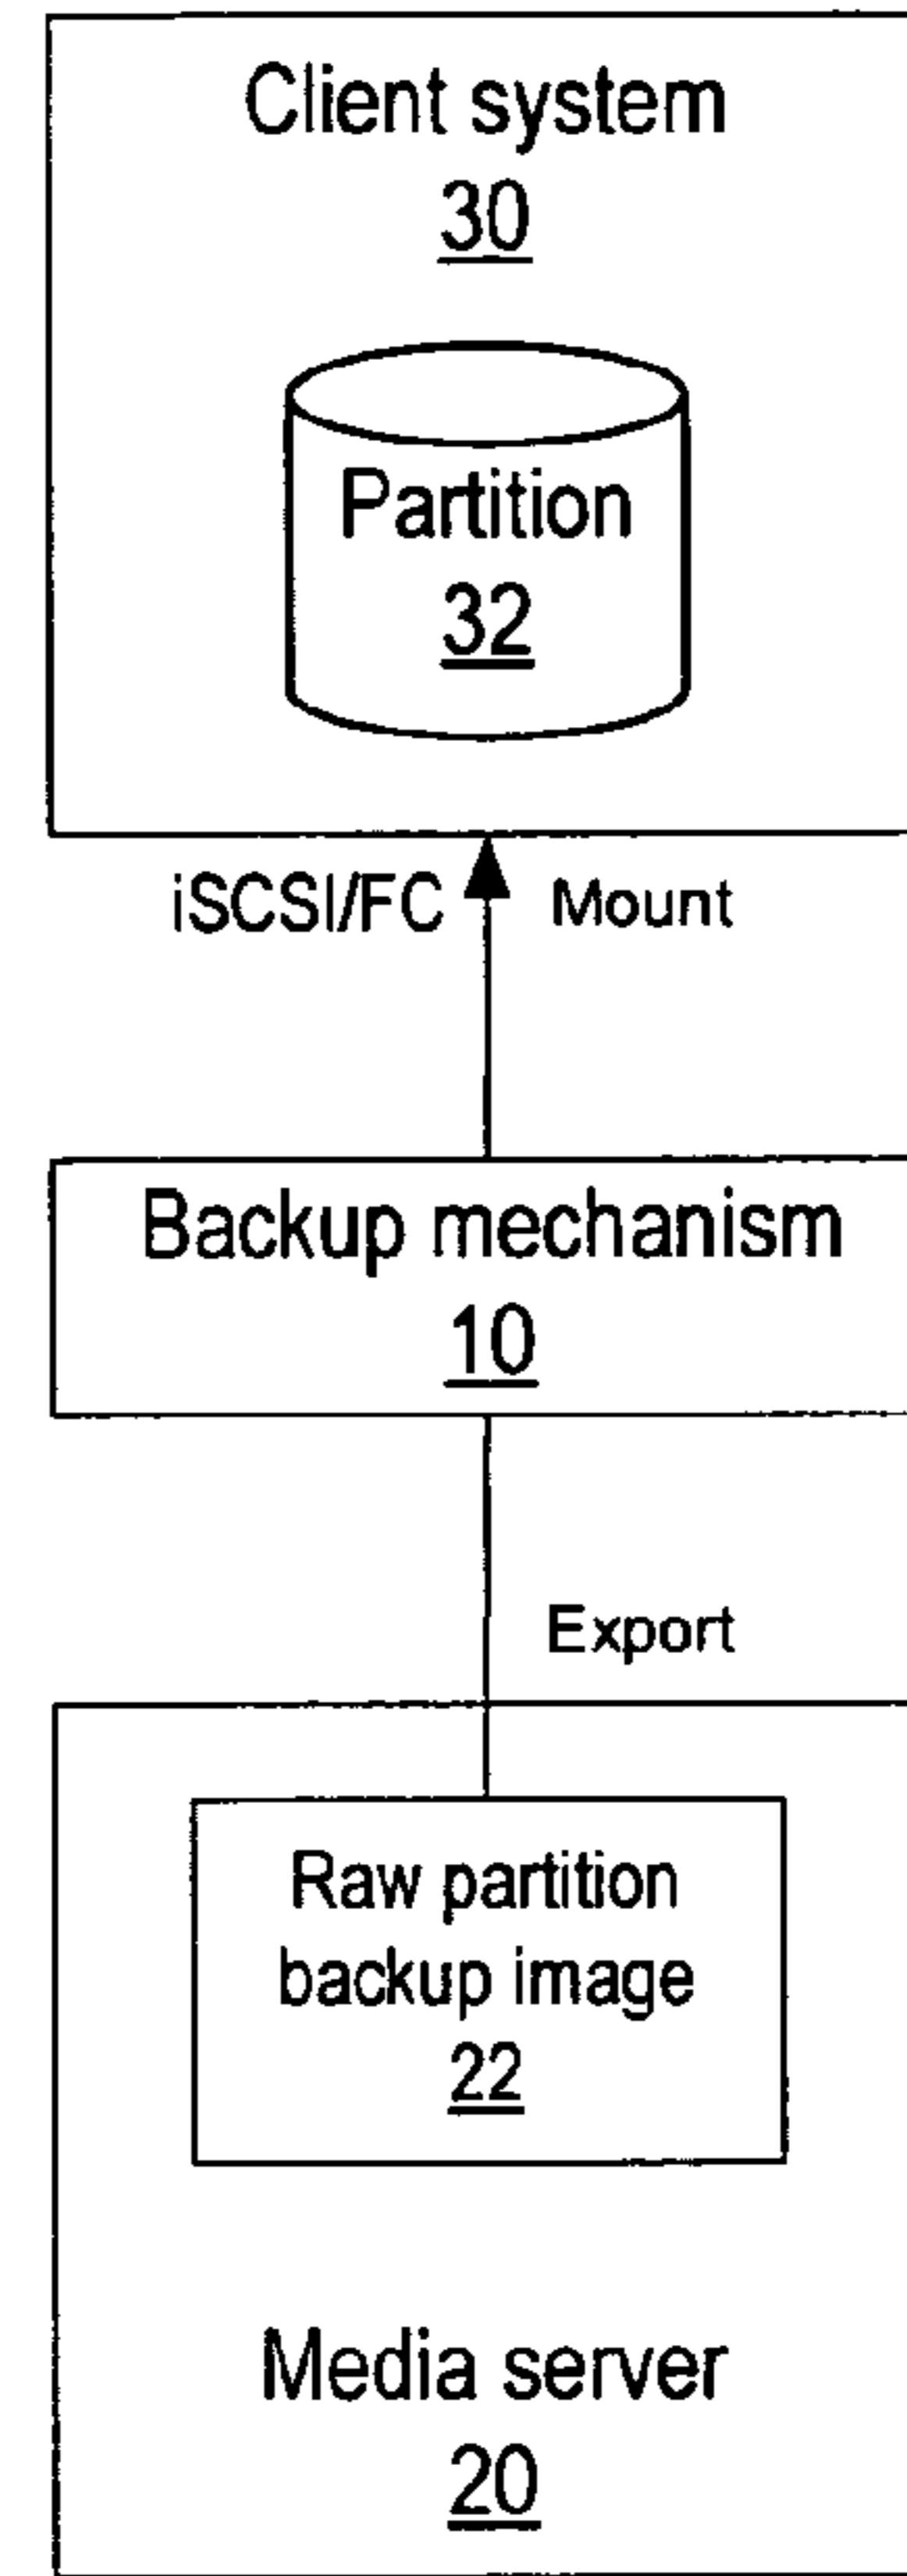 Client system
30
Partition
32
iSCSI/FC Mount
Backup mechanism
10
Export
Raw partition
backup image
22
Media server
20